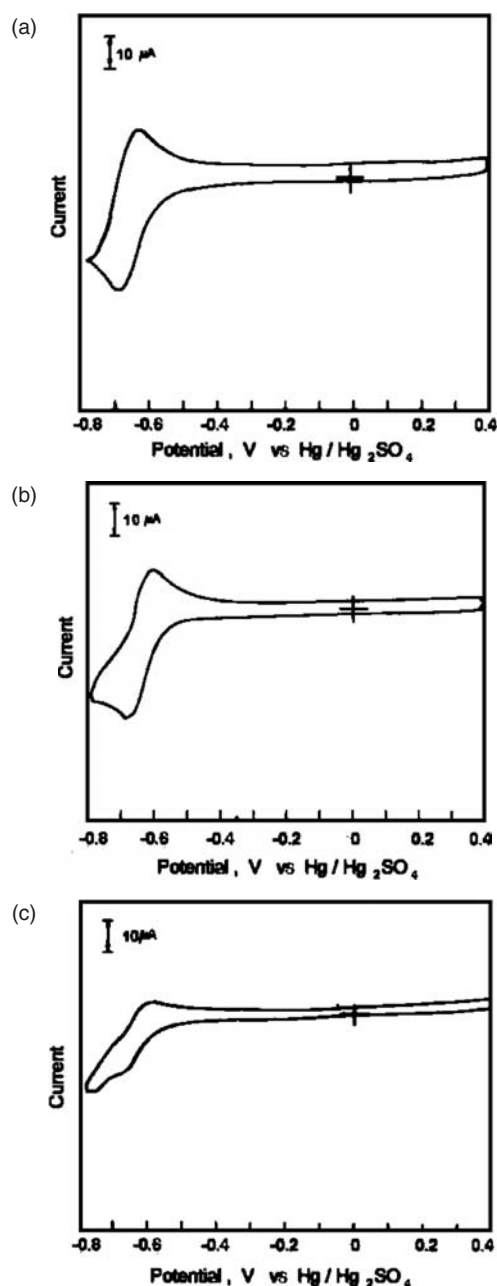 (a)
10 µA
Current
-0.8 -0.6 -0.4 -0.2 0 0.2 0.4
Potential , V vs Hg / Hg ₂SO ₄
(b)
10 µA
Current
-0.8 -0.6 -0.4 -0.2 0 0.2 0.4
Potential , V vs Hg / Hg ₂SO ₄
(c)
10µA
Current
-0.8 -0.6 -0.4 -0.2 0 0.2 0.4
Potential , V vs Hg / Hg ₂SO ₄